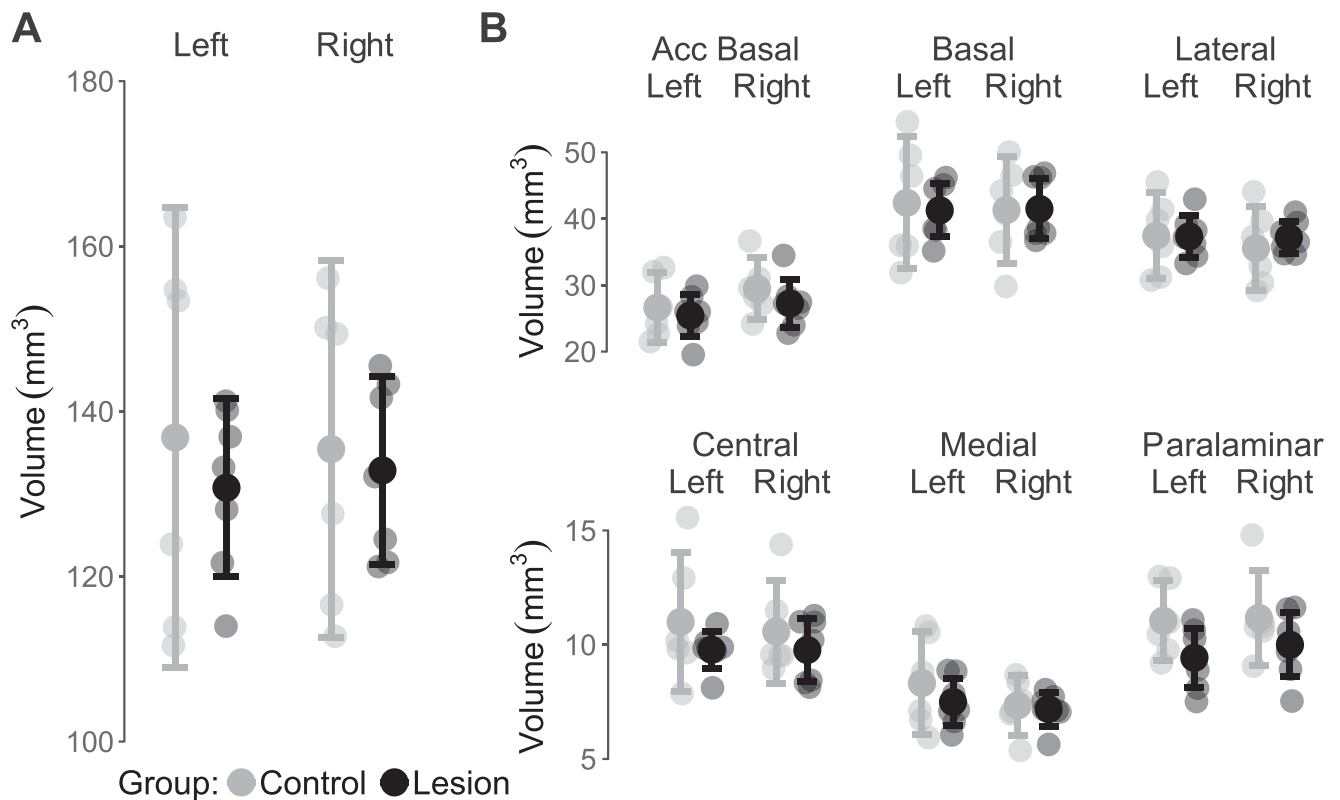 A
Left Right
180
160
140
120
100
Volume (mm³)
Group: Control Lesion
B
Acc Basal Basal Lateral
Left Right Left Right Left Right
50
40
30
20
Volume (mm³)
Central Medial Paralaminar
Left Right Left Right Left Right
15
10
5
Volume (mm³)